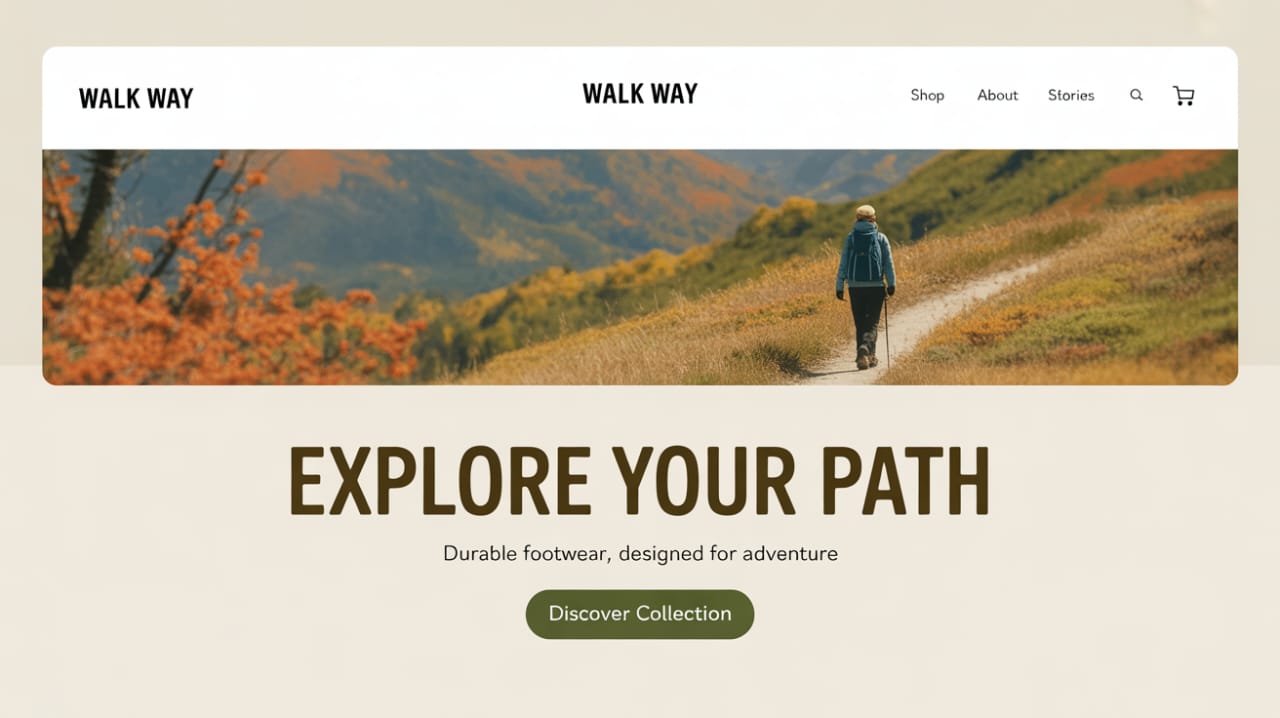 WALK WAY
WALK WAY
Shop About Stories
EXPLORE YOUR PATH
Durable footwear, designed for adventure
Discover Collection